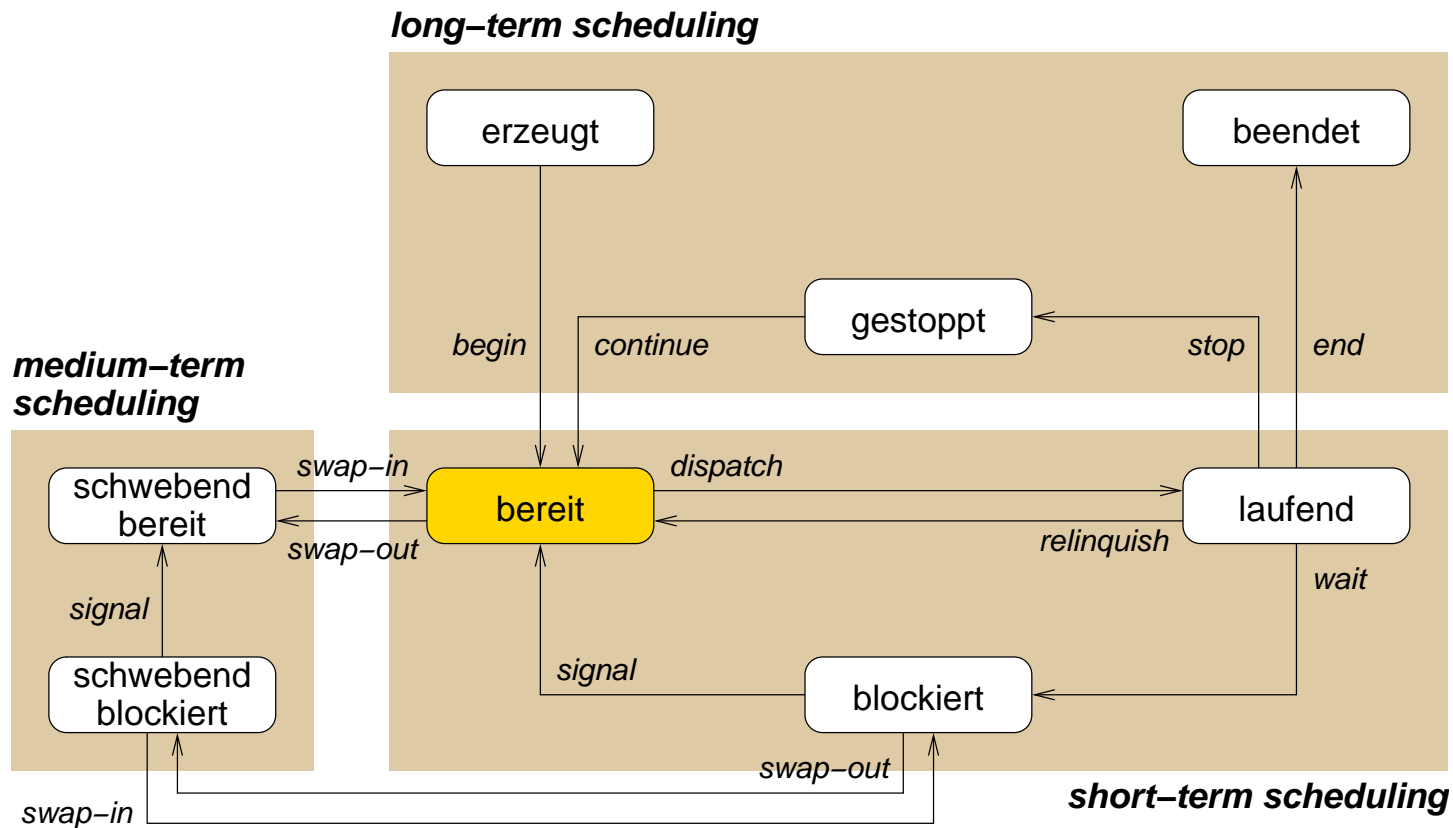 long–term scheduling
erzeugt
beendet
gestoppt
begin
continue
stop
end
medium–term
scheduling
swap–in
dispatch
schwebend
bereit
bereit
laufend
swap–out
relinquish
wait
signal
schwebend
blockiert
signal
blockiert
swap–out
swap–in
short–term scheduling